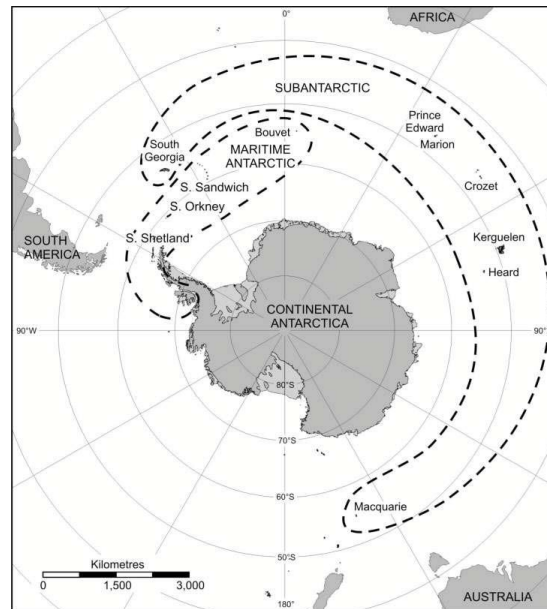 0°
AFRICA
SUBANTARCTIC
Prince
Edward
Marion
South
Georgia
Bouvet
MARITIME
ANTARCTIC
Crozet
S. Sandwich
S. Orkney
SOUTH
AMERICA
S. Shetland
Kerguelen
Heard
CONTINENTAL
ANTARCTICA
90°W
90°E
80°S
70°S
60°S
Macquarie
50°S
Kilometres
0 1,500 3,000
180°
AUSTRALIA